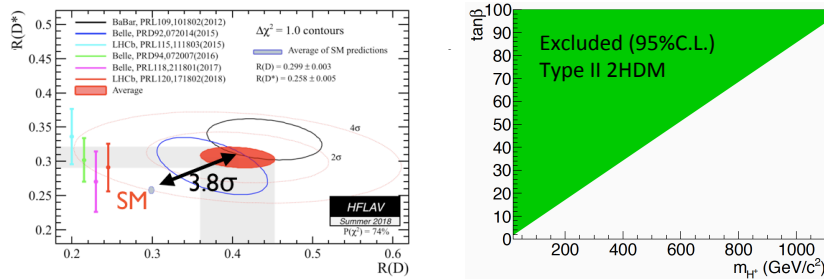 R(D*)
0.5
0.45
0.4
0.35
0.3
0.25
0.2
BaBar, PRL109,101802(2012)
Belle, PRD92,072014(2015)
LHCb, PRL115,111803(2015)
Belle, PRD94,072007(2016)
Belle, PRL118,211801(2017)
LHCb, PRL120,171802(2018)
Average
Δχ² = 1.0 contours
Average of SM predictions
R(D) = 0.299 ± 0.003
R(D*) = 0.258 ± 0.005
4σ
2σ
3.8σ
SM
HFLAV
Summer 2018
P(χ²) = 74%
0.2
0.3
0.4
0.5
0.6
R(D)
tanβ
100
90
80
70
60
50
40
30
20
10
0
Excluded (95%C.L.)
Type II 2HDM
200
400
600
800
1000
m_H⁺ (GeV/c²)